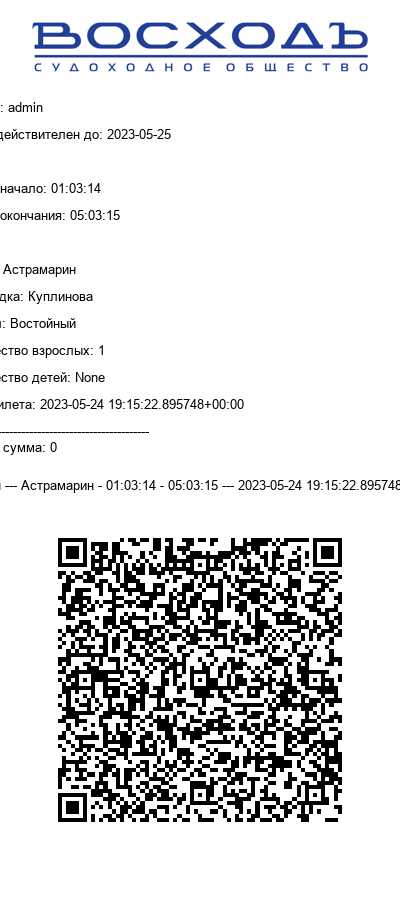 ВОСХОДЪ
СУДОХОДНОЕ ОБЩЕСТВО
: admin
действителен до: 2023-05-25
начало: 01:03:14
окончания: 05:03:15
Астрамарин
дка: Куплинова
: Востойный
ество взрослых: 1
ество детей: None
илета: 2023-05-24 19:15:22.895748+00:00
----------------------------------------
сумма: 0
--- Астрамарин - 01:03:14 - 05:03:15 --- 2023-05-24 19:15:22.895748